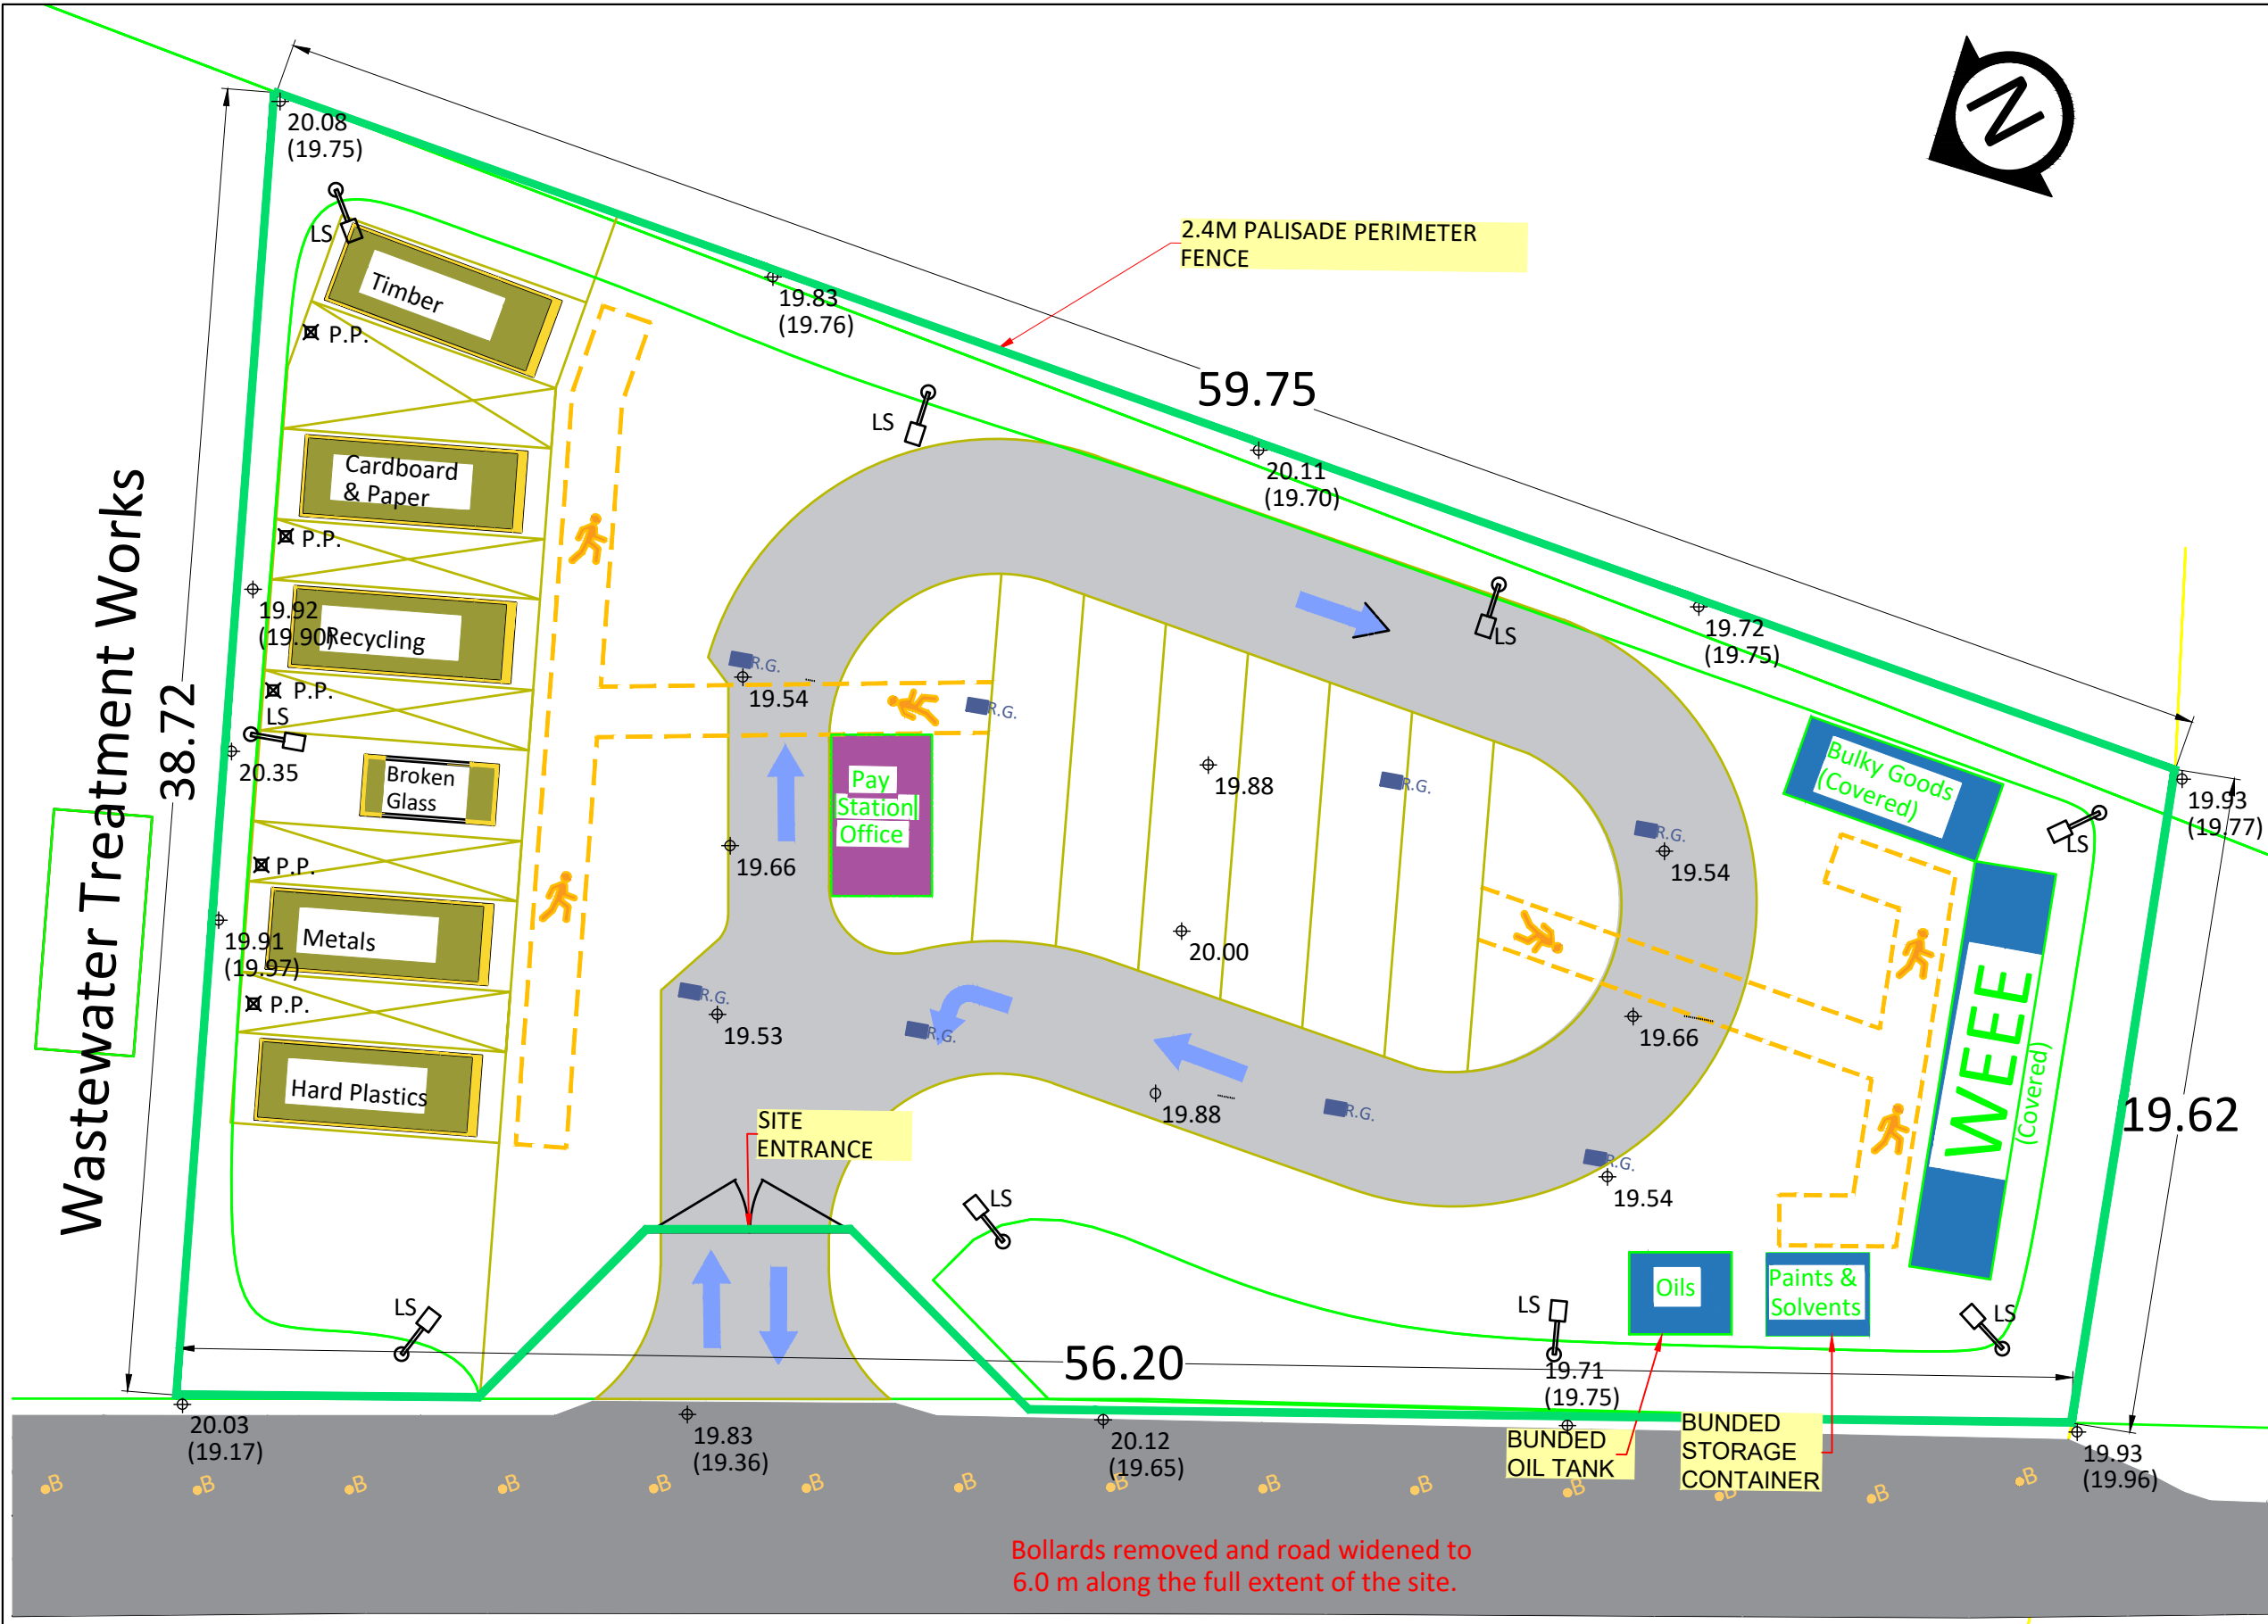 N
20.08
(19.75)
LS
Timber
P.P.
2.4M PALISADE PERIMETER
FENCE
19.83
(19.76)
59.75
LS
Cardboard
& Paper
20.11
(19.70)
P.P.
19.92
(19.90)
Recycling
LS
19.72
(19.75)
R.G.
19.54
R.G.
P.P.
LS
Wastewater Treatment Works
38.72
20.35
Broken
Glass
Pay
Station
Office
19.88
R.G.
Bulky Goods
(Covered)
19.93
(19.77)
R.G.
LS
19.66
19.54
P.P.
19.91
(19.97)
Metals
20.00
R.G.
P.P.
19.53
R.G.
19.66
WEEE
(Covered)
Hard Plastics
19.88
R.G.
19.62
SITE
ENTRANCE
R.G.
19.54
LS
Oils
Paints &
Solvents
LS
LS
LS
56.20
19.71
(19.75)
20.03
(19.17)
19.83
(19.36)
20.12
(19.65)
BUNDED
OIL TANK
BUNDED
STORAGE
CONTAINER
19.93
(19.96)
B
B
B
B
B
B
B
B
B
B
B
B
B
B
Bollards removed and road widened to
6.0 m along the full extent of the site.